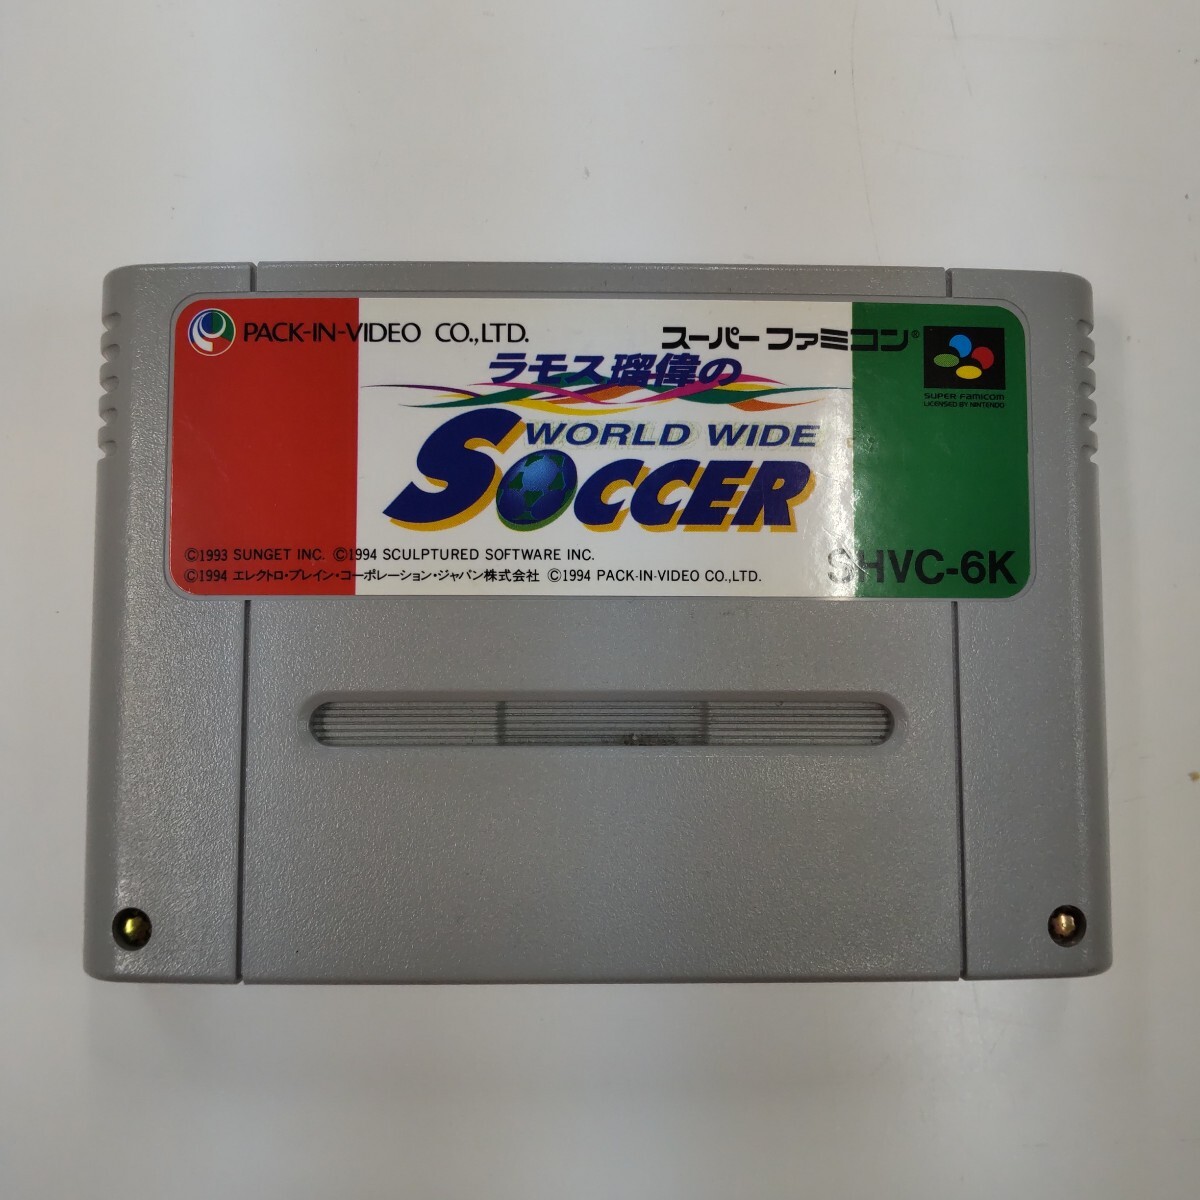 PACK-IN-VIDEO CO.,LTD.
スーパーファミコン®
SUPER FAMICOM
LICENSED BY NINTENDO
ラモス瑠偉の
WORLD WIDE
SOCCER
©1993 SUNGET INC. ©1994 SCULPTURED SOFTWARE INC.
©1994 エレクトロ・ブレイン・コーポレーション・ジャパン株式会社 ©1994 PACK-IN-VIDEO CO.,LTD.
SHVC-6K